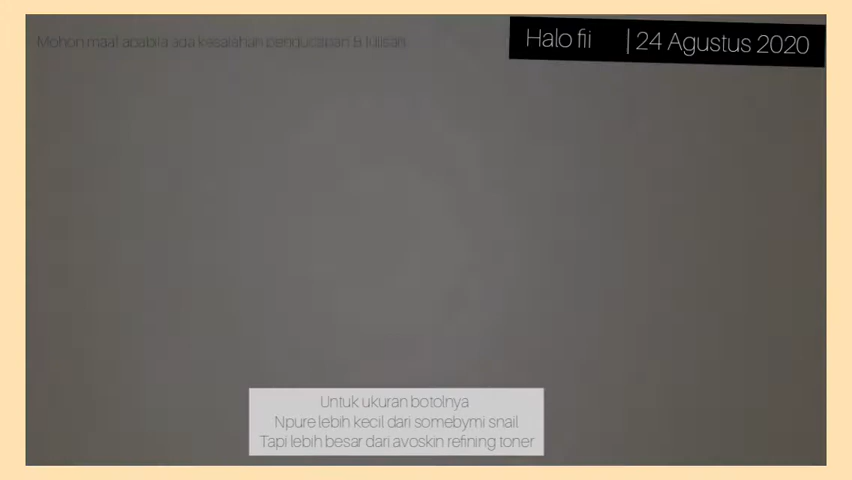 Mohon maaf apabila ada kesalahan pengucapan & tulisan
Halo fii | 24 Agustus 2020
Untuk ukuran botolnya
Npure lebih kecil dari somebymi snail
Tapi lebih besar dari avoskin refining toner